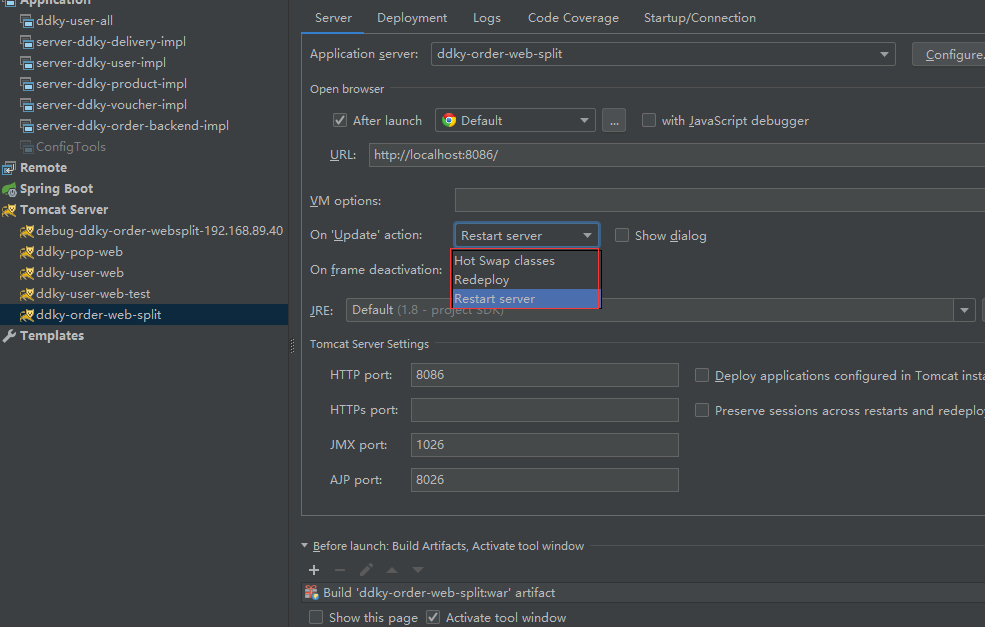 Application
ddky-user-all
server-ddky-delivery-impl
server-ddky-user-impl
server-ddky-product-impl
server-ddky-voucher-impl
server-ddky-order-backend-impl
ConfigTools
Remote
Spring Boot
Tomcat Server
debug-ddky-order-websplit-192.168.89.40
ddky-pop-web
ddky-user-web
ddky-user-web-test
ddky-order-web-split
Templates
Server Deployment Logs Code Coverage Startup/Connection
Application server: ddky-order-web-split Configure.
Open browser
After launch Default ... with JavaScript debugger
URL: http://localhost:8086/
VM options:
On 'Update' action: Restart server Show dialog
Hot Swap classes
On frame deactivation:
Redeploy
Restart server
JRE: Default (1.8 - project SDK)
Tomcat Server Settings
HTTP port: 8086 Deploy applications configured in Tomcat insta
HTTPs port: Preserve sessions across restarts and redeploy
JMX port: 1026
AJP port: 8026
Before launch: Build Artifacts, Activate tool window
Build 'ddky-order-web-split:war' artifact
Show this page Activate tool window